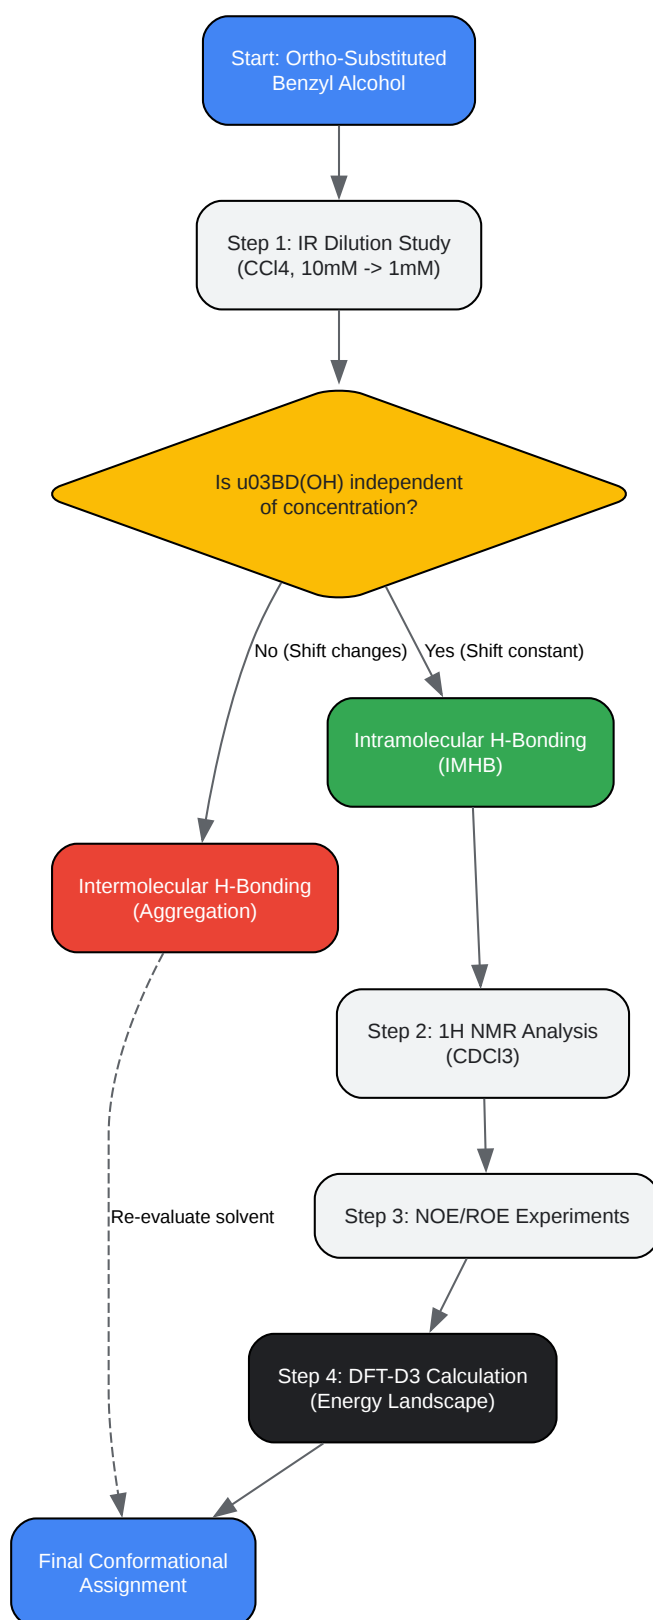 Start: Ortho-Substituted
Benzyl Alcohol
Step 1: IR Dilution Study
(CCl4, 10mM -> 1mM)
Is u03BD(OH) independent
of concentration?
No (Shift changes)
Yes (Shift constant)
Intramolecular H-Bonding
(IMHB)
Intermolecular H-Bonding
(Aggregation)
Step 2: 1H NMR Analysis
(CDCl3)
Step 3: NOE/ROE Experiments
Re-evaluate solvent
Step 4: DFT-D3 Calculation
(Energy Landscape)
Final Conformational
Assignment